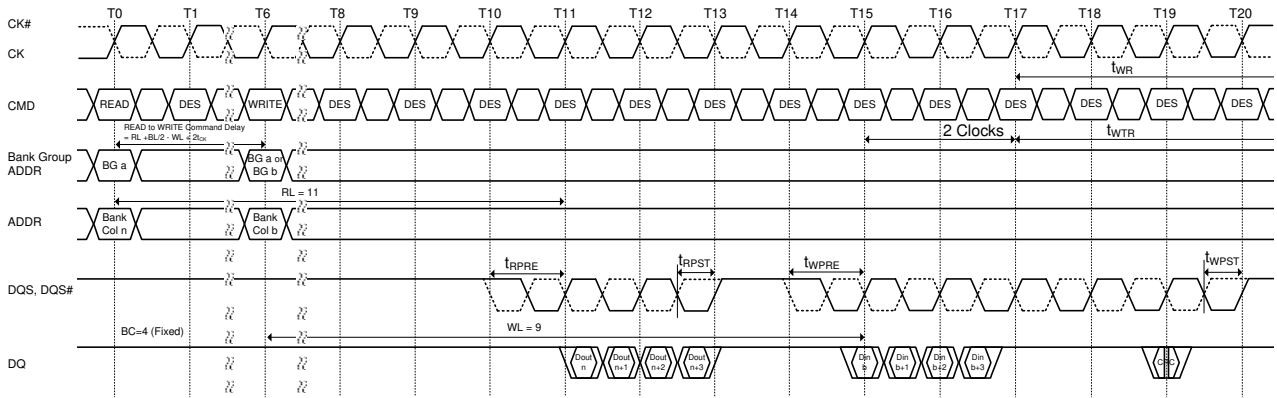 T0 T1 T6 T8 T9 T10 T11 T12 T13 T14 T15 T16 T17 T18 T19 T20
CK#
CK
tWR
CMD READ DES WRITE DES DES DES DES DES DES DES DES DES DES DES DES DES
READ to WRITE Command Delay
= RL +BL/2 - WL + 2tCK
2 Clocks tWTR
Bank Group
ADDR
BG a
BG a or
BG b
RL = 11
ADDR
Bank
Col n
Bank
Col b
tRPRE tRPST tWPRE tWPST
DQS, DQS#
BC=4 (Fixed) WL = 9
DQ
Dout
n
Dout
n+1
Dout
n+2
Dout
n+3
Din
b
Din
b+1
Din
b+2
Din
b+3
CRC